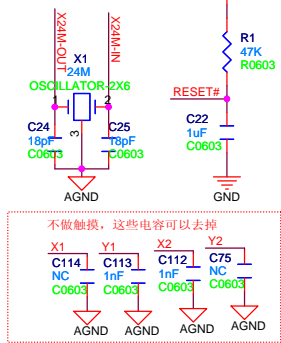 X24M-OUT
X24M-IN
X1
24M
OSCILLATOR-2X6
1
2
3
C24
18pF
C0603
C25
18pF
C0603
AGND
R1
47K
R0603
RESET#
C22
1uF
C0603
GND
不做触摸，这些电容可以去掉
X1
Y1
X2
Y2
C114
NC
C0603
C113
1nF
C0603
C112
1nF
C0603
C75
NC
C0603
AGND
AGND
AGND
AGND